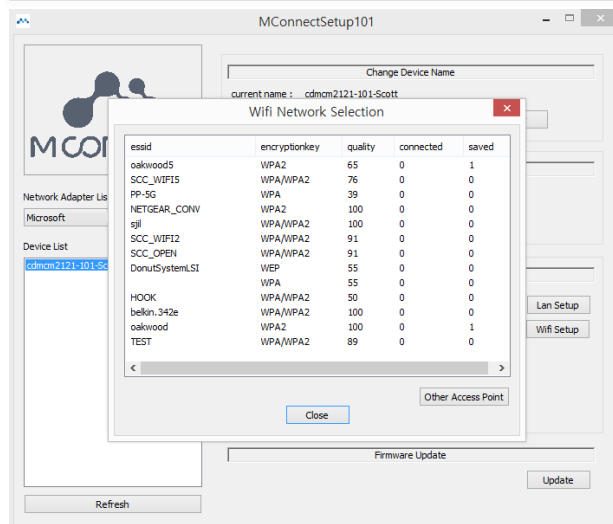 MConnectSetup101
Change Device Name
current name : cdmcm2121-101-Scott
Wifi Network Selection
essid encryptionkey quality connected saved
oakwood5 WPA2 65 0 1
SCC_WIFI5 WPA/WPA2 76 0 0
PP-5G WPA 39 0 0
NETGEAR_CONV WPA2 100 0 0
sjil WPA/WPA2 100 0 0
SCC_WIFI2 WPA/WPA2 91 0 0
SCC_OPEN WPA/WPA2 91 0 0
DonutSystemLSI WEP 55 0 0
WPA 55 0 0
HOOK WPA/WPA2 50 0 0
belkin.342e WPA/WPA2 100 0 0
oakwood WPA2 100 0 1
TEST WPA/WPA2 89 0 0
Other Access Point
Close
Network Adapter Lis
Microsoft
Device List
cdmcm2121-101-Sc
Lan Setup
Wifi Setup
Firmware Update
Update
Refresh